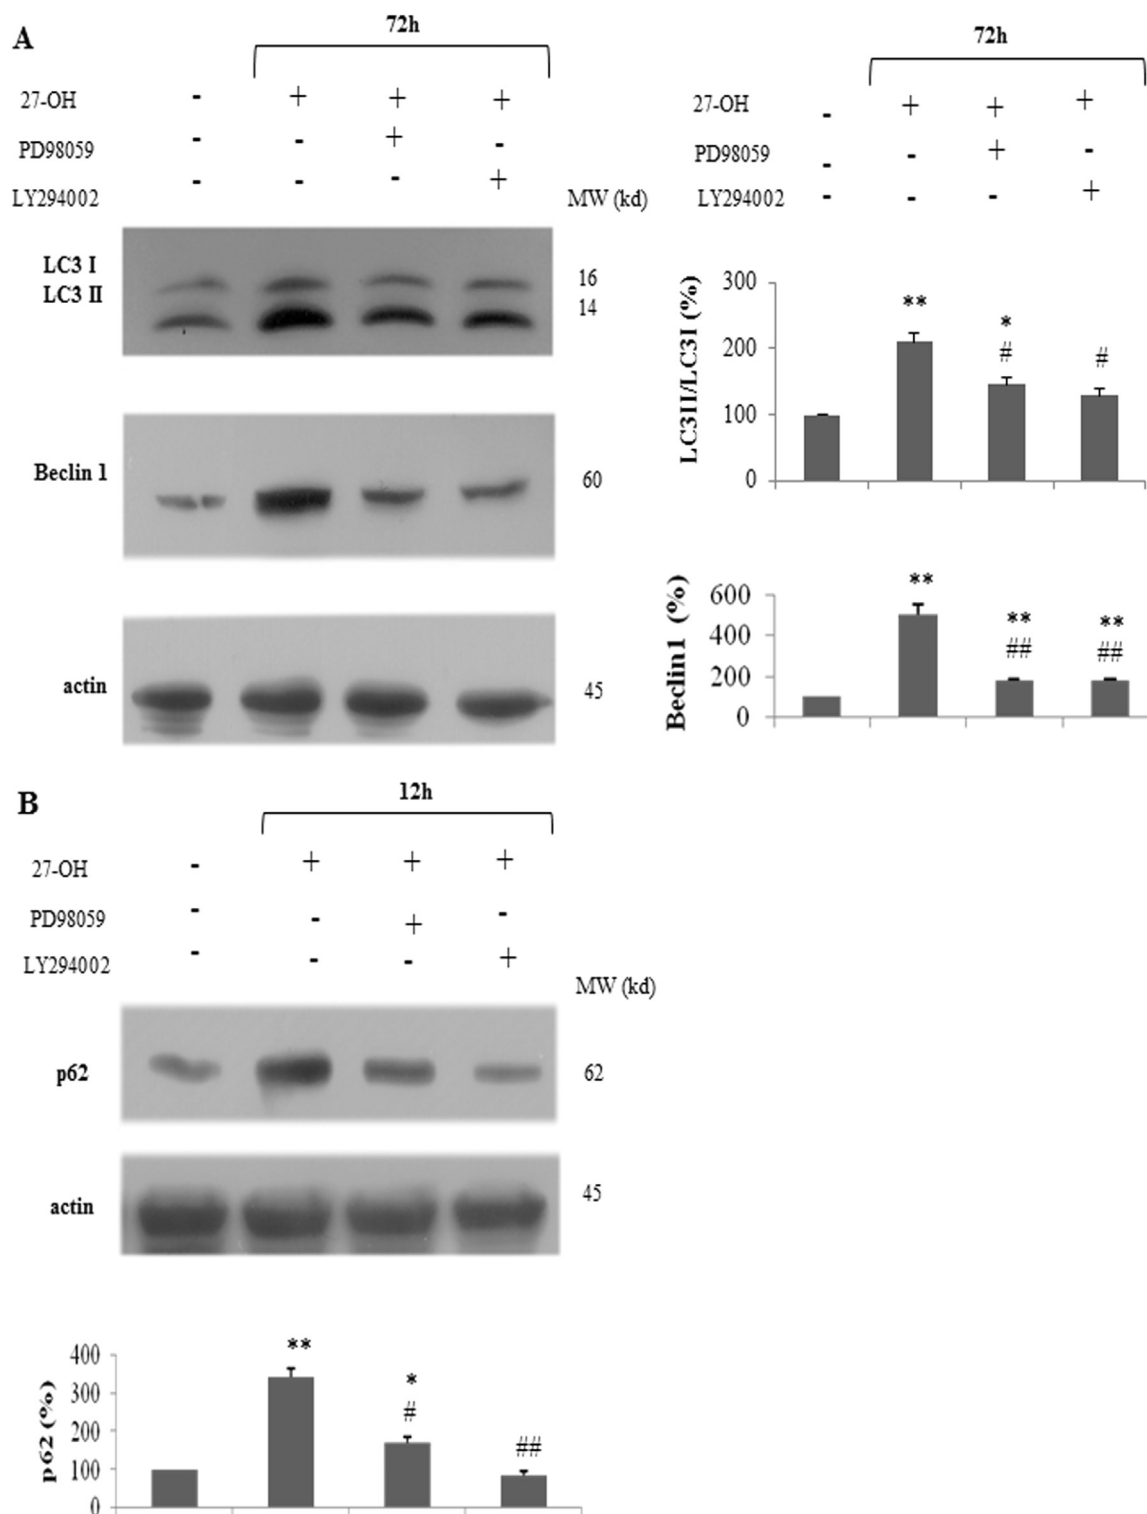 A
72h
27-OH - + + +
PD98059 - - + -
LY294002 - - - +
MW (kd)
LC3 I
LC3 II
16
14
Beclin 1
60
actin
45
72h
27-OH - + + +
PD98059 - - + -
LY294002 - - - +
LC3II/LC3I (%)
300
200
100
0
**
*
#
#
Beclin1 (%)
600
400
200
0
**
**
##
**
##
B
12h
27-OH - + + +
PD98059 - - + -
LY294002 - - - +
MW (kd)
p62
62
actin
45
p62 (%)
400
300
200
100
0
**
*
#
##